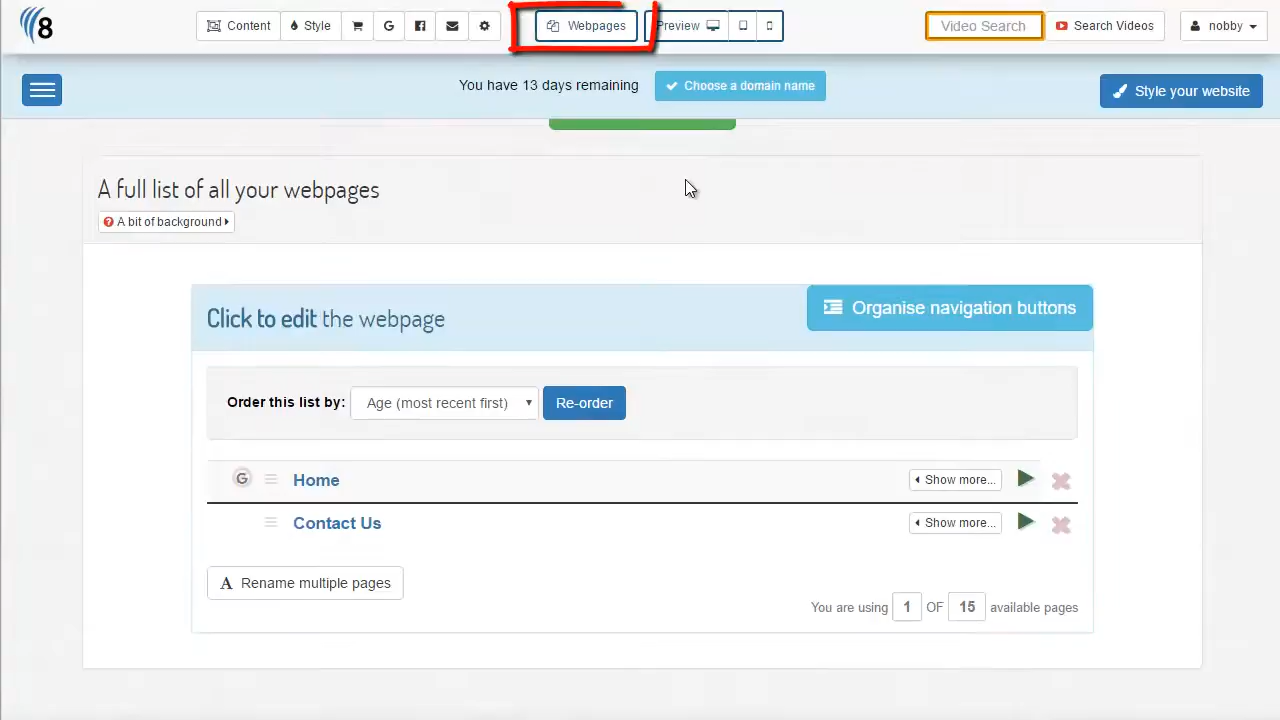 8 Content Style Webpages Preview Video Search Search Videos nobby
You have 13 days remaining Choose a domain name Style your website
A full list of all your webpages
A bit of background
Click to edit the webpage Organise navigation buttons
Order this list by: Age (most recent first) Re-order
G Home Show more...
Contact Us Show more...
A Rename multiple pages
You are using 1 OF 15 available pages